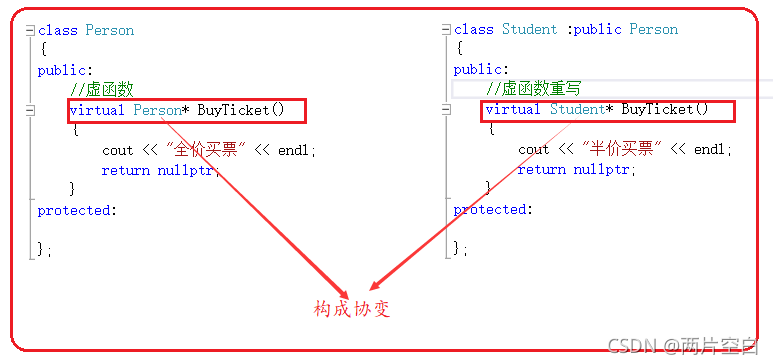 class Person
{
public:
//虚函数
virtual Person* BuyTicket()
{
cout << "全价买票" << endl;
return nullptr;
}
protected:
};
class Student :public Person
{
public:
//虚函数重写
virtual Student* BuyTicket()
{
cout << "半价买票" << endl;
return nullptr;
}
protected:
};
构成协变
CSDN @两片空白